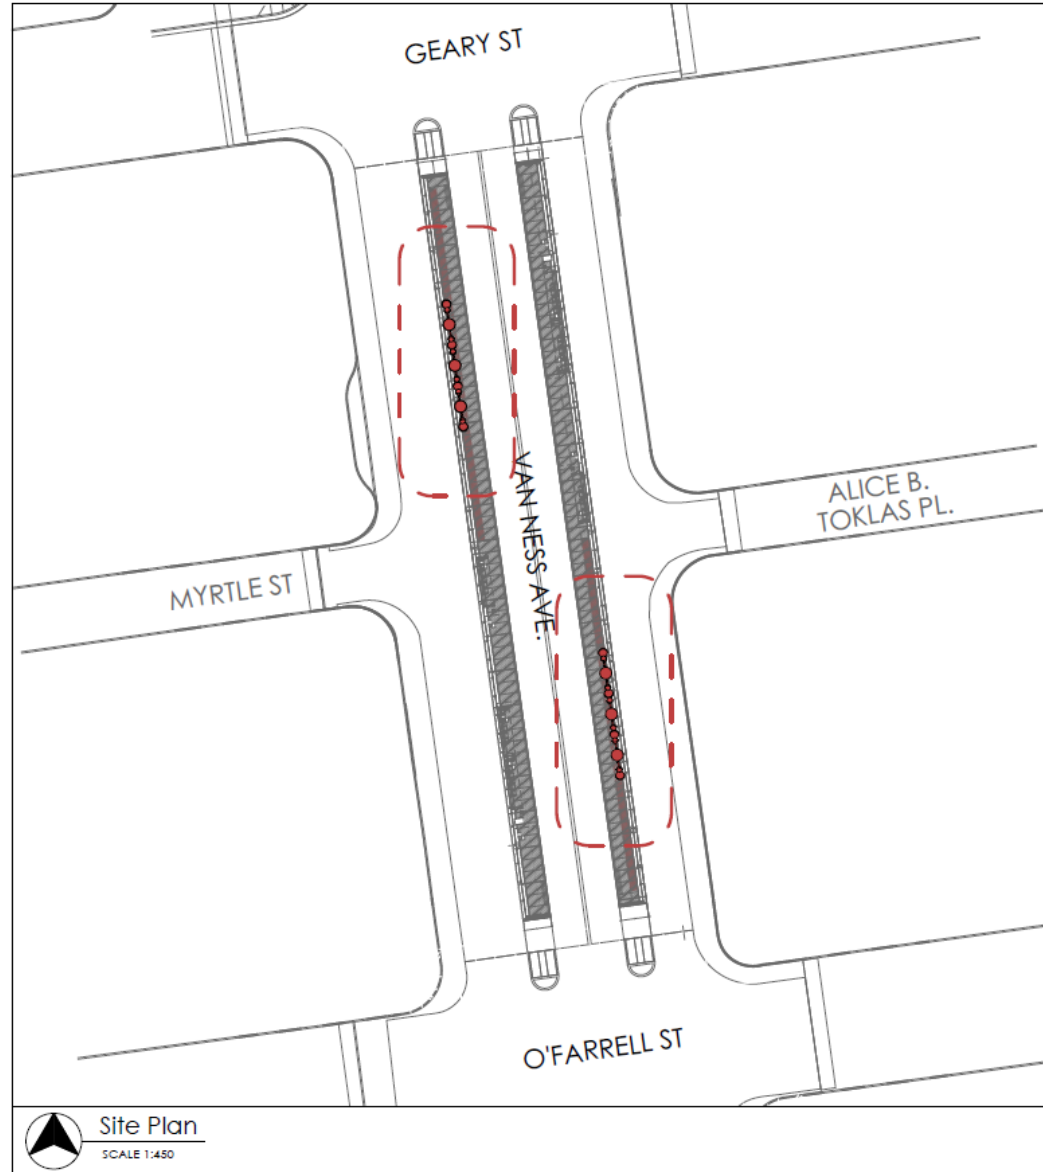 GEARY ST
VAN NESS AVE.
ALICE B.
TOKLAS PL.
MYRTLE ST
O'FARRELL ST
Site Plan
SCALE 1:450